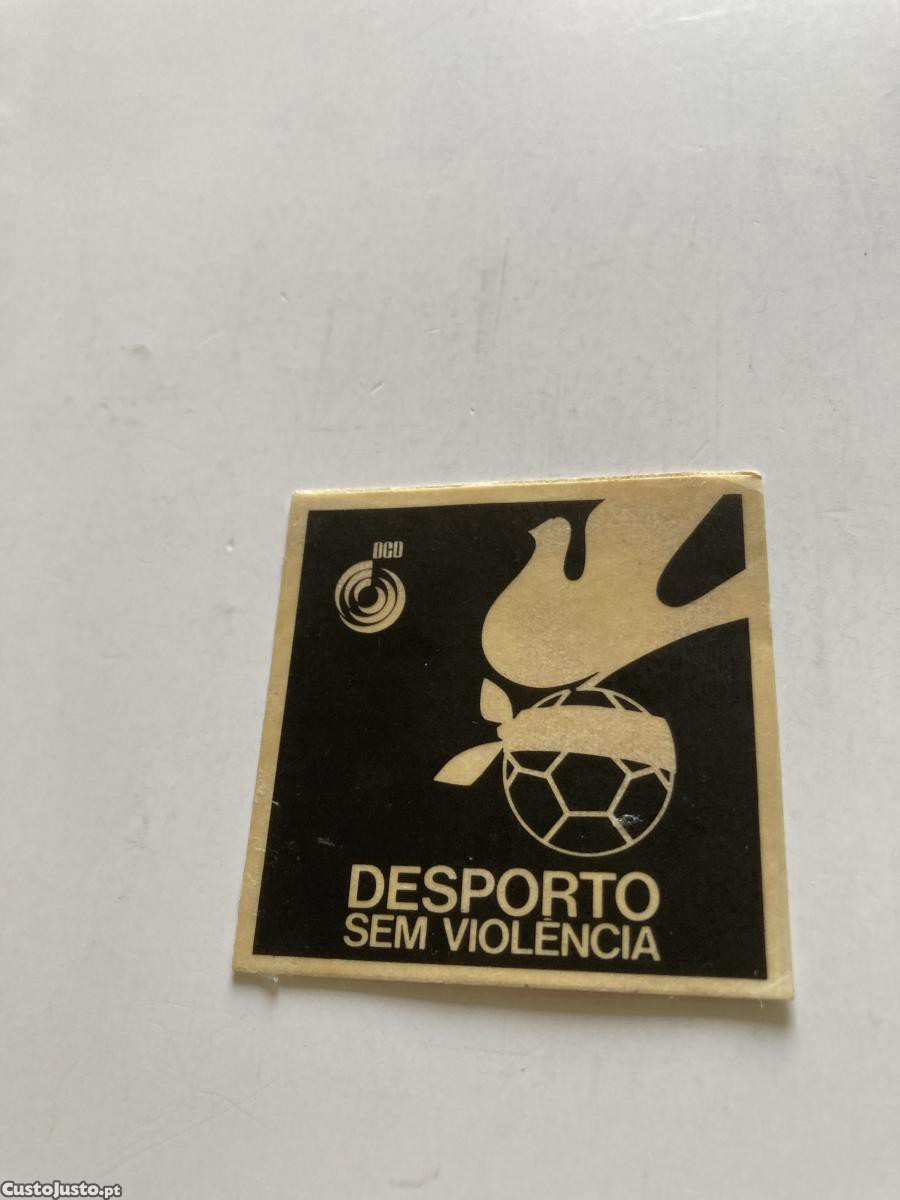 DGD
DESPORTO
SEM VIOLÊNCIA
CustoJusto.pt